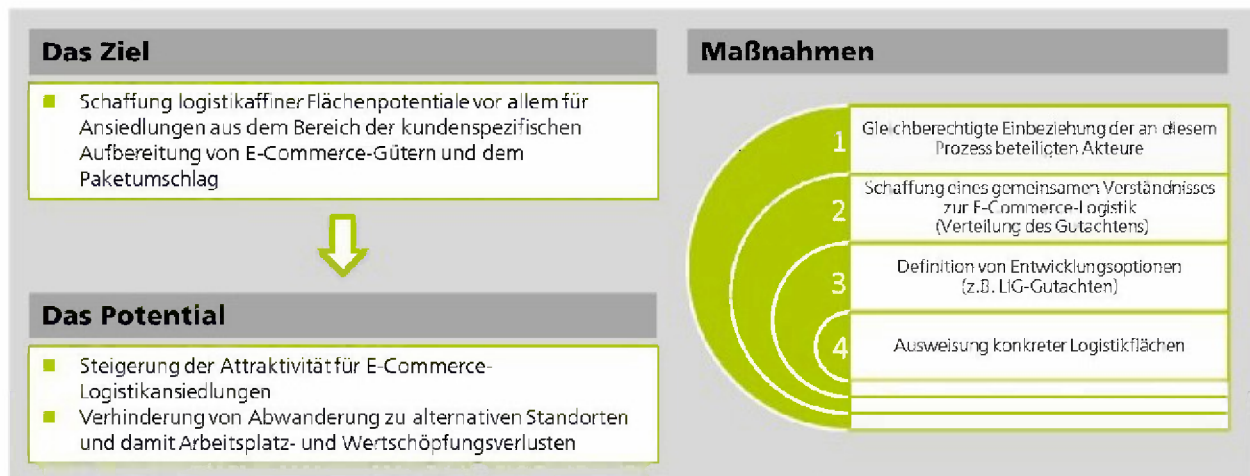 Das Ziel
Schaffung logistikaffiner Flächenpotentiale vor allem für
Ansiedlungen aus dem Bereich der kundenspezifischen
Aufbereitung von E-Commerce-Gütern und dem
Paketumschlag
Das Potential
Steigerung der Attraktivität für E-Commerce-
Logistikansiedlungen
Verhinderung von Abwanderung zu alternativen Standorten
und damit Arbeitsplatz- und Wertschöpfungsverlusten
Maßnahmen
1
Gleichberechtigte Einbeziehung der an diesem
Prozess beteiligten Akteure
2
Schaffung eines gemeinsamen Verständnisses
zur E-Commerce-Logistik
(Verteilung des Gutachtens)
3
Definition von Entwicklungsoptionen
(z.B. LIG-Gutachten)
4
Ausweisung konkreter Logistikflächen